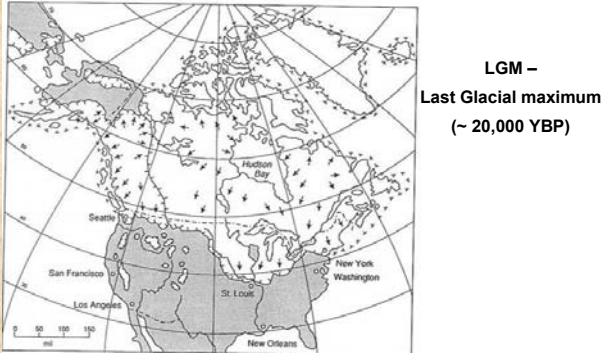 LGM –
Last Glacial maximum
(~ 20,000 YBP)
Hudson
Bay
Seattle
San Francisco
Los Angeles
St. Louis
New York
Washington
New Orleans
0 50 100 150
mi